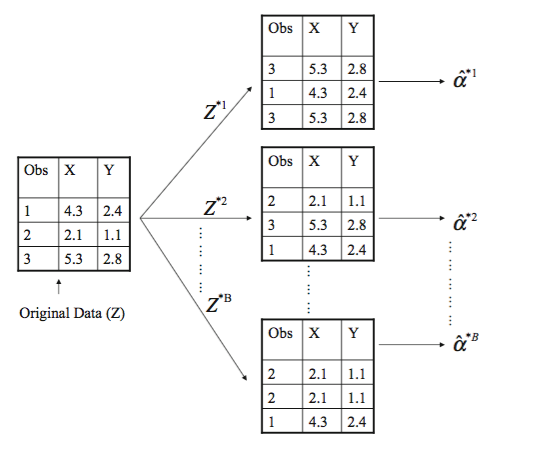 Obs X Y
3 5.3 2.8
1 4.3 2.4
3 5.3 2.8
α̂*1
Z*1
Obs X Y
1 4.3 2.4
2 2.1 1.1
3 5.3 2.8
Original Data (Z)
Z*2
Obs X Y
2 2.1 1.1
3 5.3 2.8
1 4.3 2.4
α̂*2
Z*B
Obs X Y
2 2.1 1.1
2 2.1 1.1
1 4.3 2.4
α̂*B